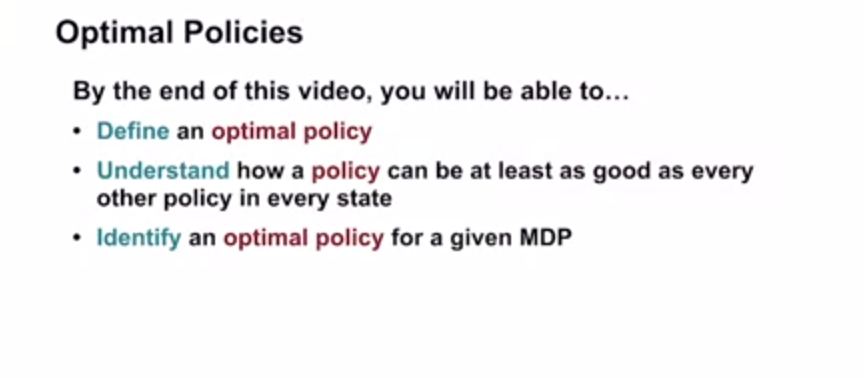 Optimal Policies
By the end of this video, you will be able to...
• Define an optimal policy
• Understand how a policy can be at least as good as every
other policy in every state
• Identify an optimal policy for a given MDP